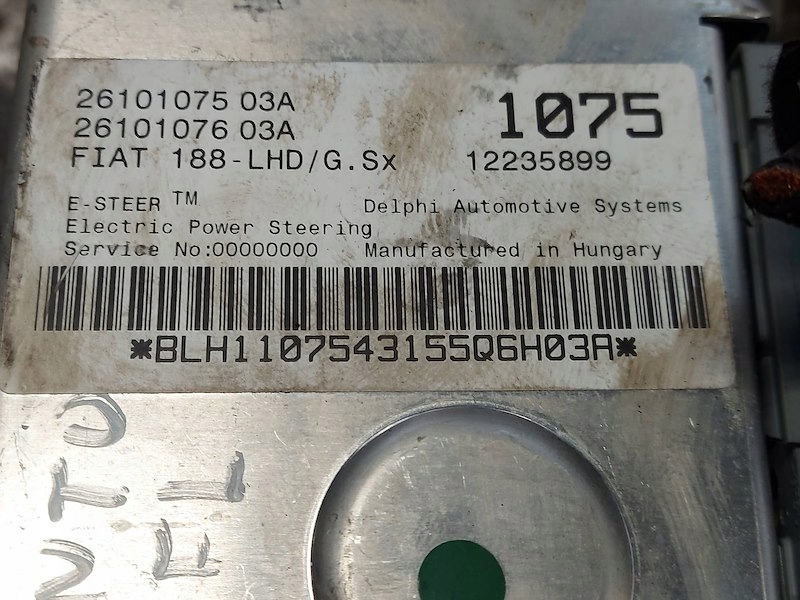 26101075 03A
1075
26101076 03A
FIAT 188-LHD/G.Sx 12235899
E-STEER TM Delphi Automotive Systems
Electric Power Steering
Service No:00000000 Manufactured in Hungary
*BLH1107543155Q6H03A*